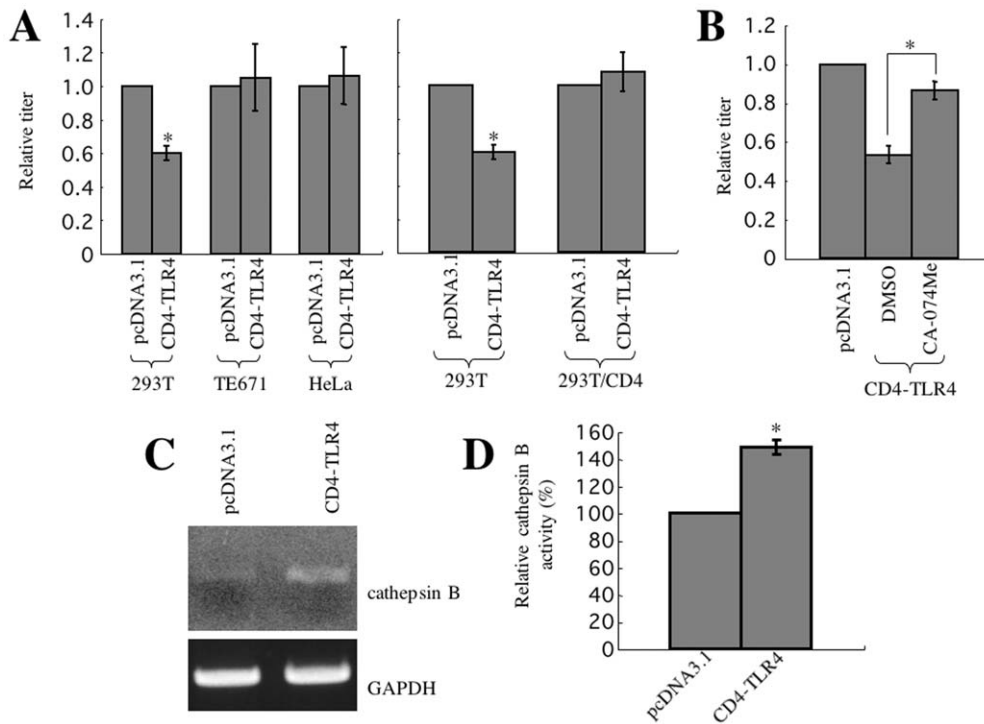 A
Relative titer
1.4
1.2
1.0
0.8
0.6
0.4
0.2
0
*
pcDNA3.1
CD4-TLR4
pcDNA3.1
CD4-TLR4
pcDNA3.1
CD4-TLR4
293T
TE671
HeLa
*
pcDNA3.1
CD4-TLR4
pcDNA3.1
CD4-TLR4
293T
293T/CD4
B
Relative titer
1.2
1.0
0.8
0.6
0.4
0.2
0
*
pcDNA3.1
DMSO
CA-074Me
CD4-TLR4
C
pcDNA3.1
CD4-TLR4
cathepsin B
GAPDH
D
Relative cathepsin B
activity (%)
160
140
120
100
80
60
40
20
0
*
pcDNA3.1
CD4-TLR4